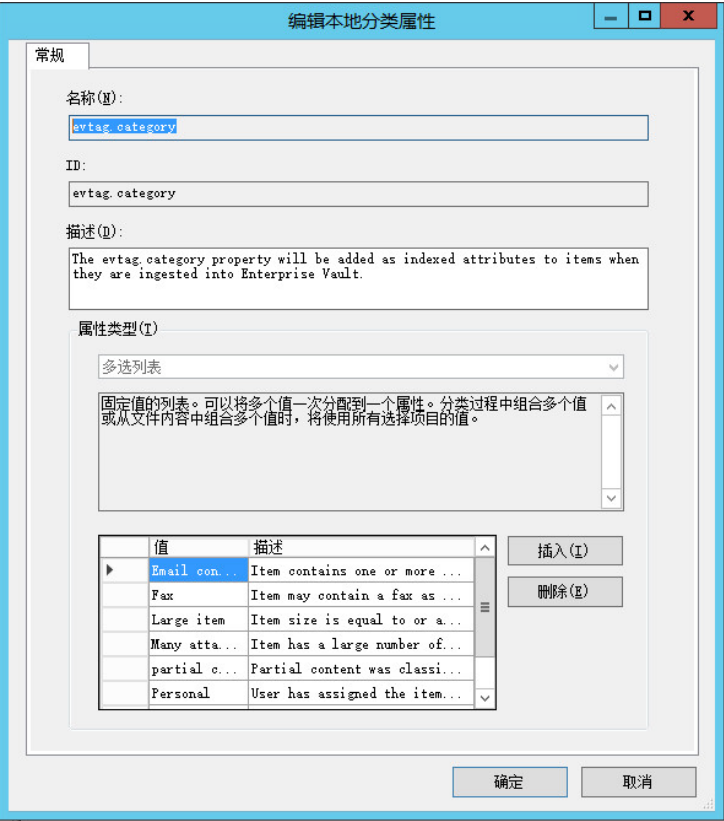 编辑本地分类属性
常规
名称(N):
evtag.category
ID:
evtag.category
描述(D):
The evtag.category property will be added as indexed attributes to items when
they are ingested into Enterprise Vault.
属性类型(T)
多选列表
固定值的列表。可以将多个值一次分配到一个属性。分类过程中组合多个值
或从文件内容中组合多个值时，将使用所有选择项目的值。
值 描述
Email con... Item contains one or more ...
Fax Item may contain a fax as ...
Large item Item size is equal to or a...
Many atta... Item has a large number of...
partial c... Partial content was classi...
Personal User has assigned the item...
插入(I)
删除(E)
确定 取消